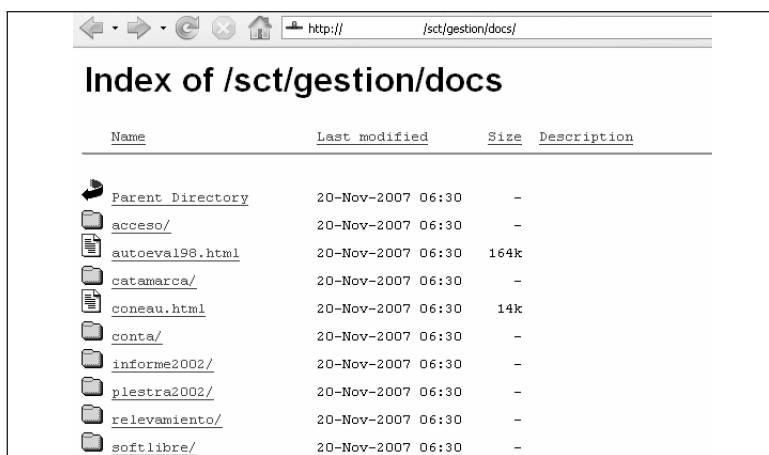 http:// /sct/gestion/docs/
Index of /sct/gestion/docs
Name Last modified Size Description
Parent Directory 20-Nov-2007 06:30 -
acceso/ 20-Nov-2007 06:30 -
autoeval98.html 20-Nov-2007 06:30 164k
catamarca/ 20-Nov-2007 06:30 -
coneau.html 20-Nov-2007 06:30 14k
conta/ 20-Nov-2007 06:30 -
informe2002/ 20-Nov-2007 06:30 -
plestra2002/ 20-Nov-2007 06:30 -
relevamiento/ 20-Nov-2007 06:30 -
softlibre/ 20-Nov-2007 06:30 -